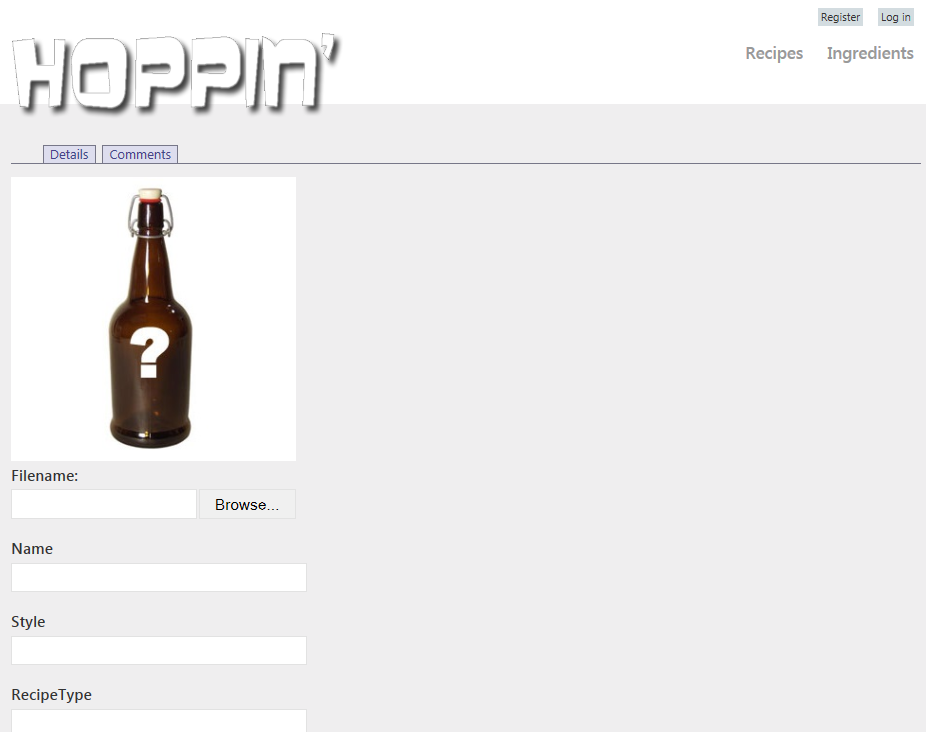 Register Log in
HOPPIN'
Recipes Ingredients
Details Comments
?
Filename:
Browse...
Name
Style
RecipeType